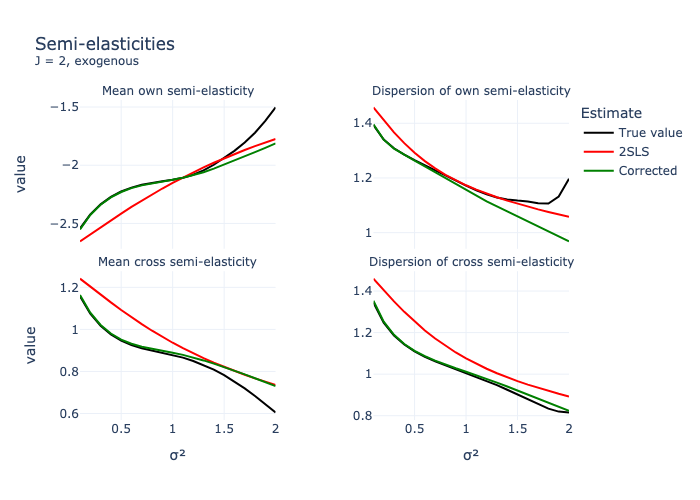 Semi-elasticities
J = 2, exogenous
Mean own semi-elasticity
Dispersion of own semi-elasticity
Estimate
True value
2SLS
Corrected
−1.5
−2
−2.5
value
1.4
1.2
1
Mean cross semi-elasticity
Dispersion of cross semi-elasticity
1.2
1
0.8
0.6
value
1.4
1.2
1
0.8
0.5
1
1.5
2
0.5
1
1.5
2
σ²
σ²